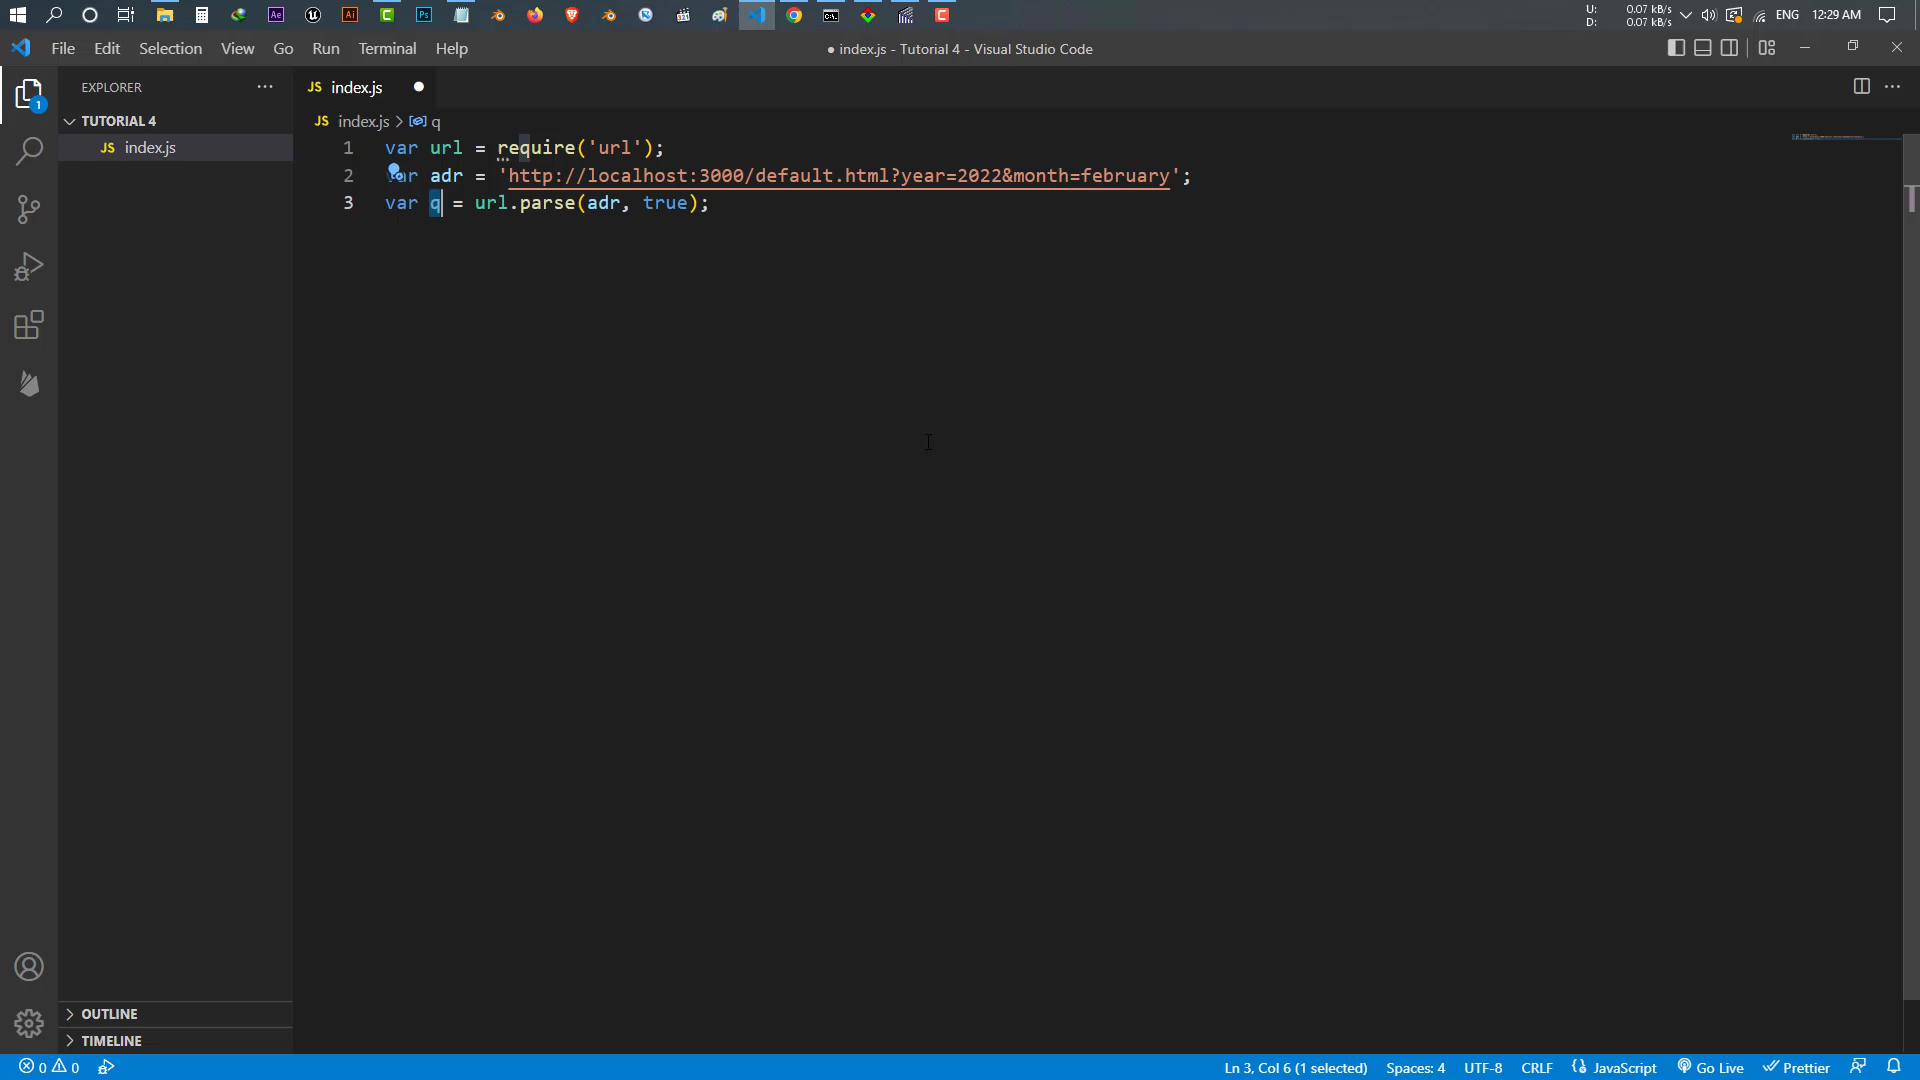 U: 0.07 kB/s
D: 0.07 kB/s
ENG 12:29 AM
File Edit Selection View Go Run Terminal Help
● index.js - Tutorial 4 - Visual Studio Code
EXPLORER
JS index.js
1
TUTORIAL 4
JS index.js > q
JS index.js
1 var url = require('url');
2 var adr = 'http://localhost:3000/default.html?year=2022&month=february';
3 var q = url.parse(adr, true);
OUTLINE
TIMELINE
0 0 Ln 3, Col 6 (1 selected) Spaces: 4 UTF-8 CRLF JavaScript Go Live Prettier